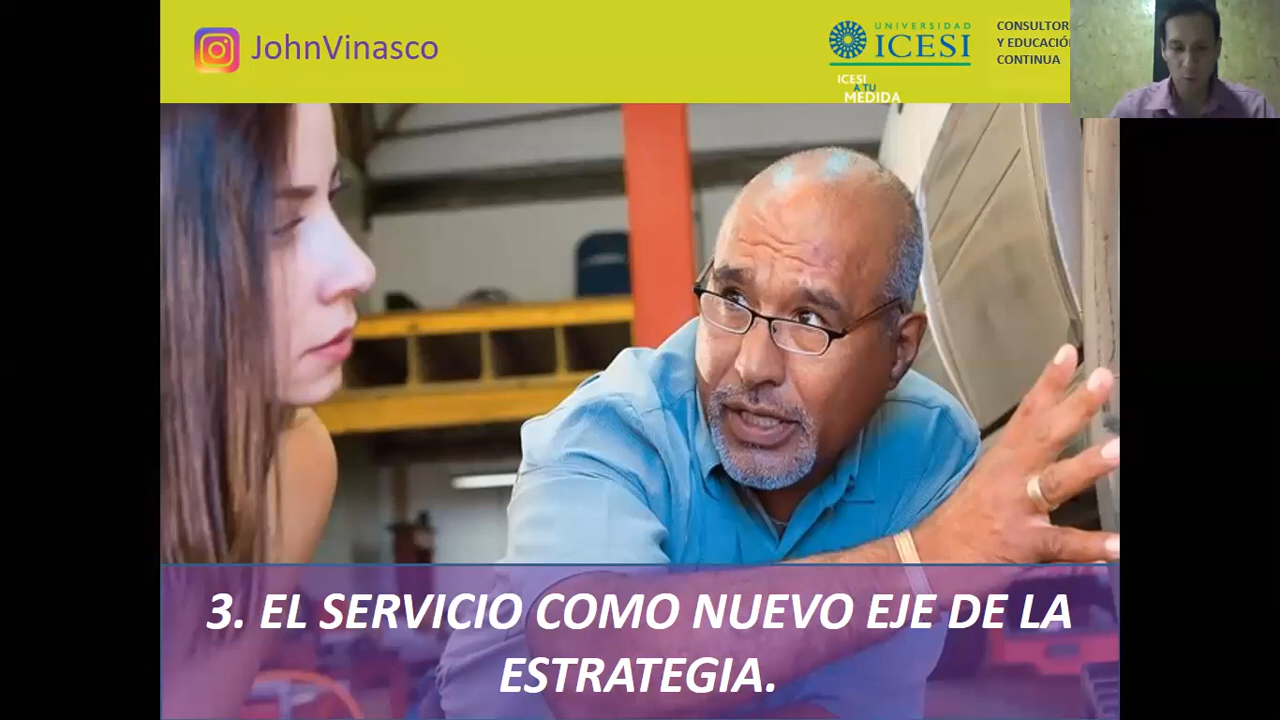 JohnVinasco
UNIVERSIDAD
ICESI
ICESI
A TU
MEDIDA
CONSULTOR
Y EDUCACIÓ
CONTINUA
3. EL SERVICIO COMO NUEVO EJE DE LA
ESTRATEGIA.